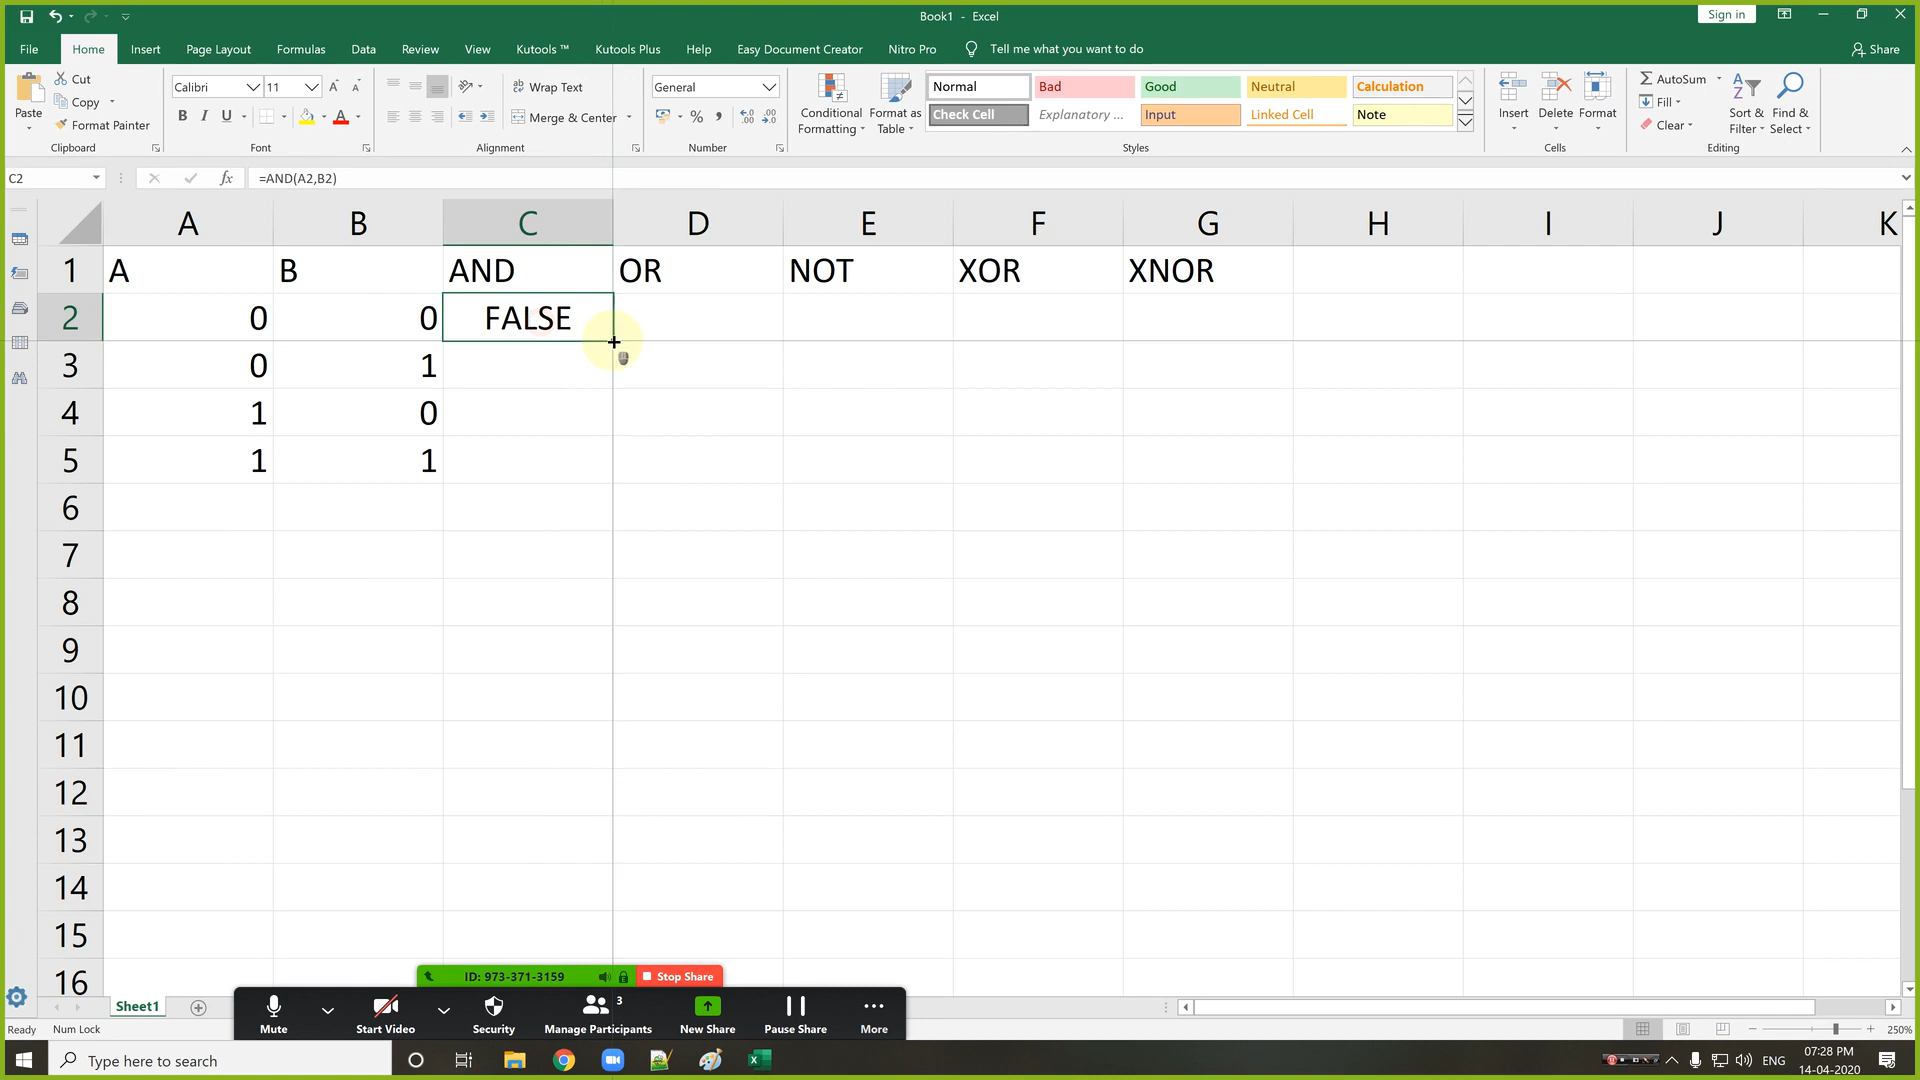 Book1 - Excel
Sign in
File Home Insert Page Layout Formulas Data Review View Kutools ™ Kutools Plus Help Easy Document Creator Nitro Pro Tell me what you want to do Share
Paste
Cut
Copy
Format Painter
Clipboard
Calibri 11
B I U
Font
Wrap Text
Merge & Center
Alignment
General
Number
Conditional Formatting
Format as Table
Normal Bad Good Neutral Calculation
Check Cell Explanatory ... Input Linked Cell Note
Styles
Insert Delete Format
Cells
AutoSum
Fill
Clear
Sort & Filter
Find & Select
Editing
C2 fx =AND(A2,B2)
A B C D E F G H I J K
1 A B AND OR NOT XOR XNOR
2 0 0 FALSE
3 0 1
4 1 0
5 1 1
6
7
8
9
10
11
12
13
14
15
16
ID: 973-371-3159 Stop Share
Sheet1
Mute Start Video Security Manage Participants 3 New Share Pause Share More
Ready Num Lock 250%
Type here to search
ENG
07:28 PM
14-04-2020